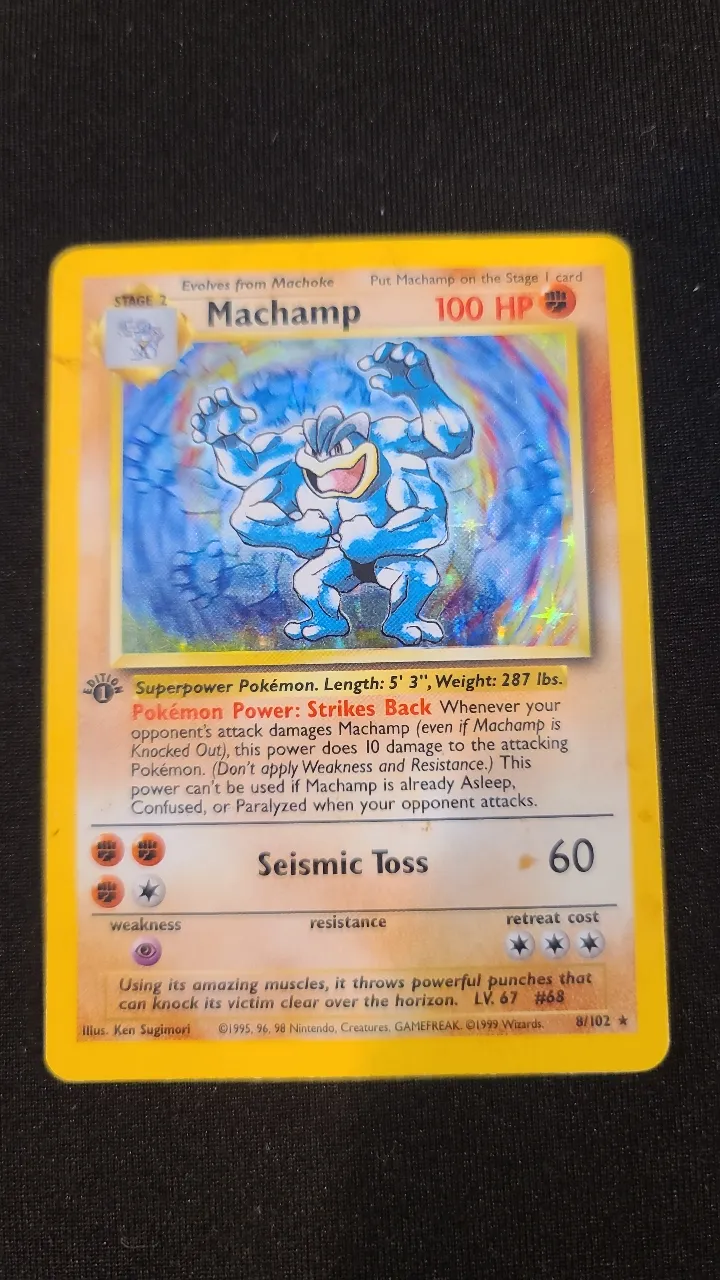 Evolves from Machoke Put Machamp on the Stage 1 card
STAGE 2
Machamp 100 HP
EDITION
1
Superpower Pokémon. Length: 5' 3", Weight: 287 lbs.
Pokémon Power: Strikes Back Whenever your
opponent's attack damages Machamp (even if Machamp is
Knocked Out), this power does 10 damage to the attacking
Pokémon. (Don't apply Weakness and Resistance.) This
power can't be used if Machamp is already Asleep,
Confused, or Paralyzed when your opponent attacks.
Seismic Toss 60
weakness resistance retreat cost
Using its amazing muscles, it throws powerful punches that
can knock its victim clear over the horizon. LV. 67 #68
Illus. Ken Sugimori ©1995, 96, 98 Nintendo, Creatures, GAMEFREAK. ©1999 Wizards. 8/102 ★